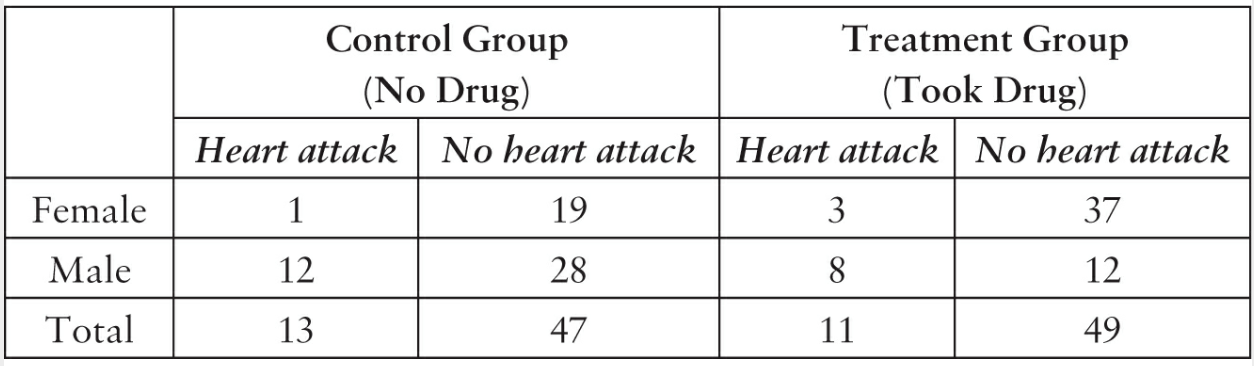 Control Group Treatment Group
(No Drug) (Took Drug)
Heart attack No heart attack Heart attack No heart attack
Female 1 19 3 37
Male 12 28 8 12
Total 13 47 11 49